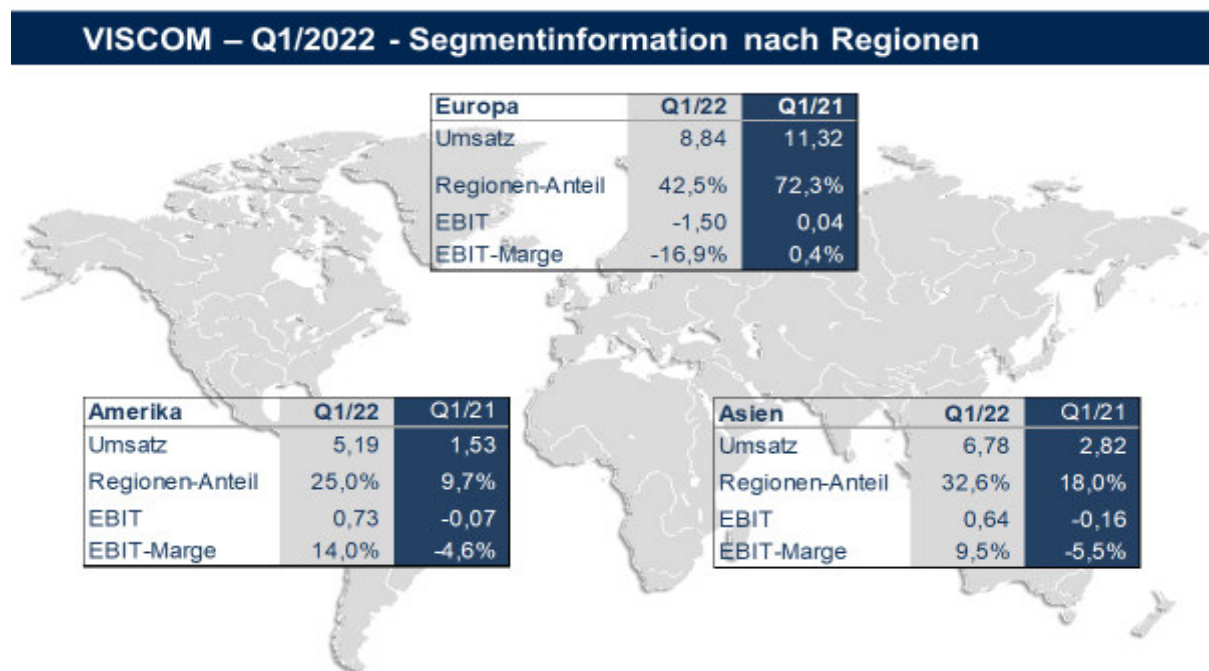 VISCOM – Q1/2022 - Segmentinformation nach Regionen
Europa Q1/22 Q1/21
Umsatz 8,84 11,32
Regionen-Anteil 42,5% 72,3%
EBIT -1,50 0,04
EBIT-Marge -16,9% 0,4%
Amerika Q1/22 Q1/21
Umsatz 5,19 1,53
Regionen-Anteil 25,0% 9,7%
EBIT 0,73 -0,07
EBIT-Marge 14,0% -4,6%
Asien Q1/22 Q1/21
Umsatz 6,78 2,82
Regionen-Anteil 32,6% 18,0%
EBIT 0,64 -0,16
EBIT-Marge 9,5% -5,5%